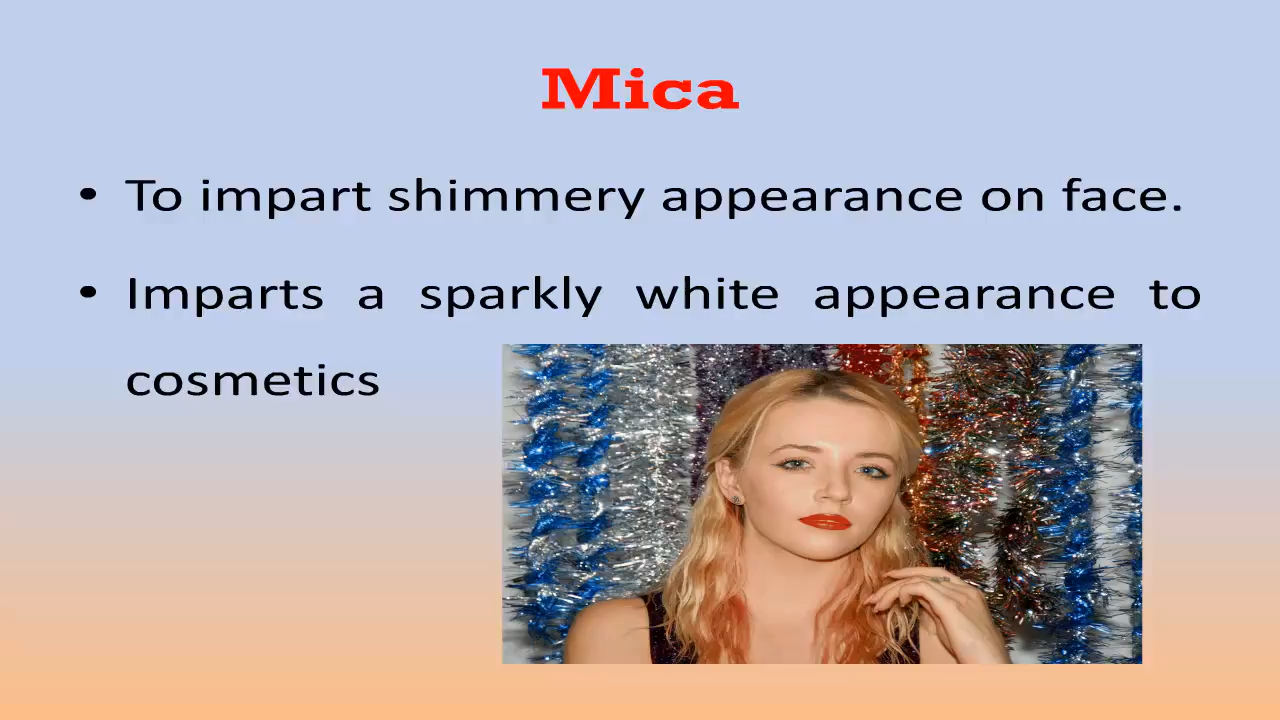 Mica
• To impart shimmery appearance on face.
• Imparts a sparkly white appearance to
cosmetics